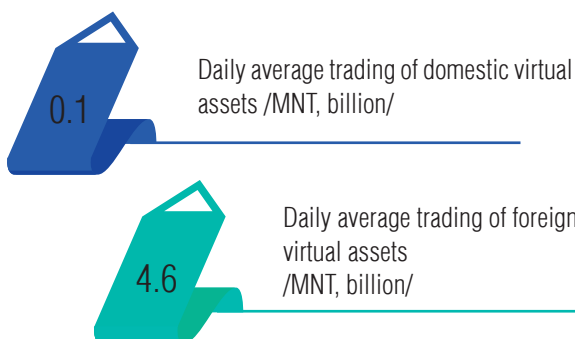 0.1
Daily average trading of domestic virtual
assets /MNT, billion/
4.6
Daily average trading of foreign
virtual assets
/MNT, billion/